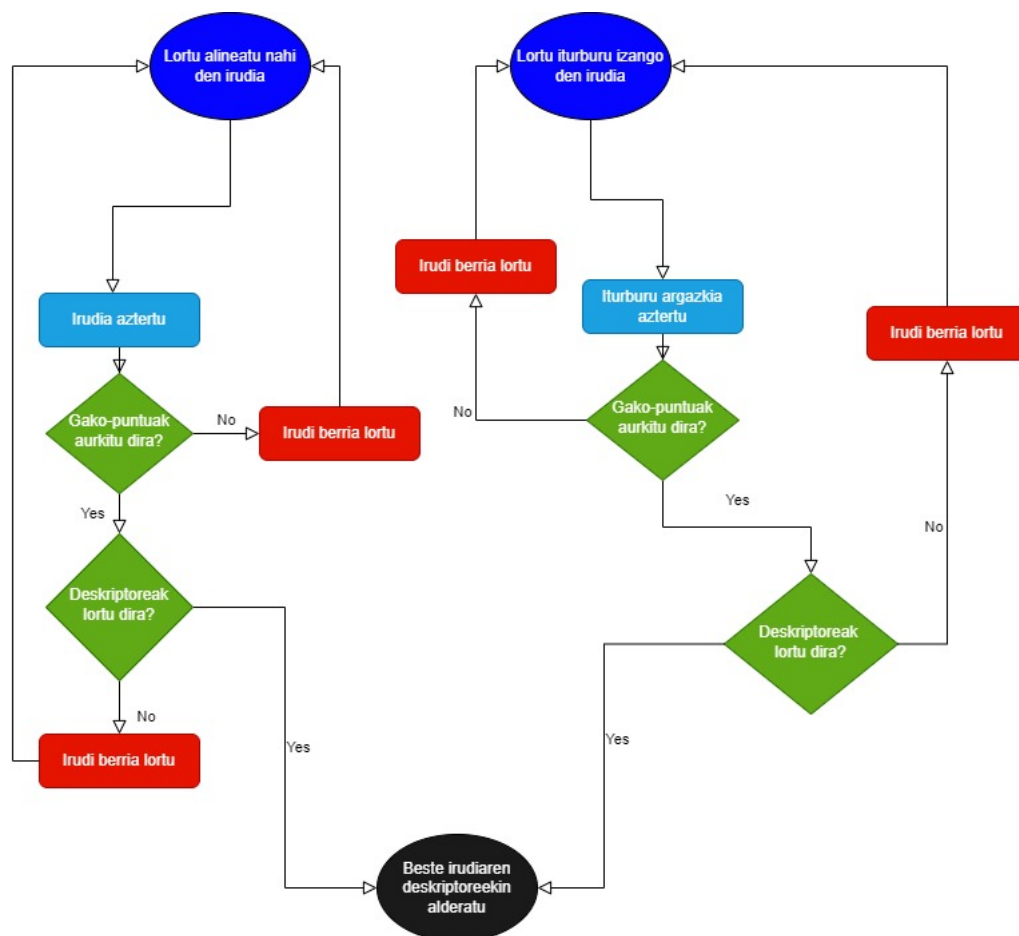 Lortu alineatu nahi
den irudia
Lortu iturburu izango
den irudia
Irudi berria lortu
Irudia aztertu
Iturburu argazkia
aztertu
Irudi berria lortu
Gako-puntuak
aurkitu dira?
No
Irudi berria lortu
No
Gako-puntuak
aurkitu dira?
Yes
Yes
No
Deskriptoreak
lortu dira?
Deskriptoreak
lortu dira?
No
Irudi berria lortu
Yes
Yes
Beste irudiaren
deskriptoreekin
alderatu